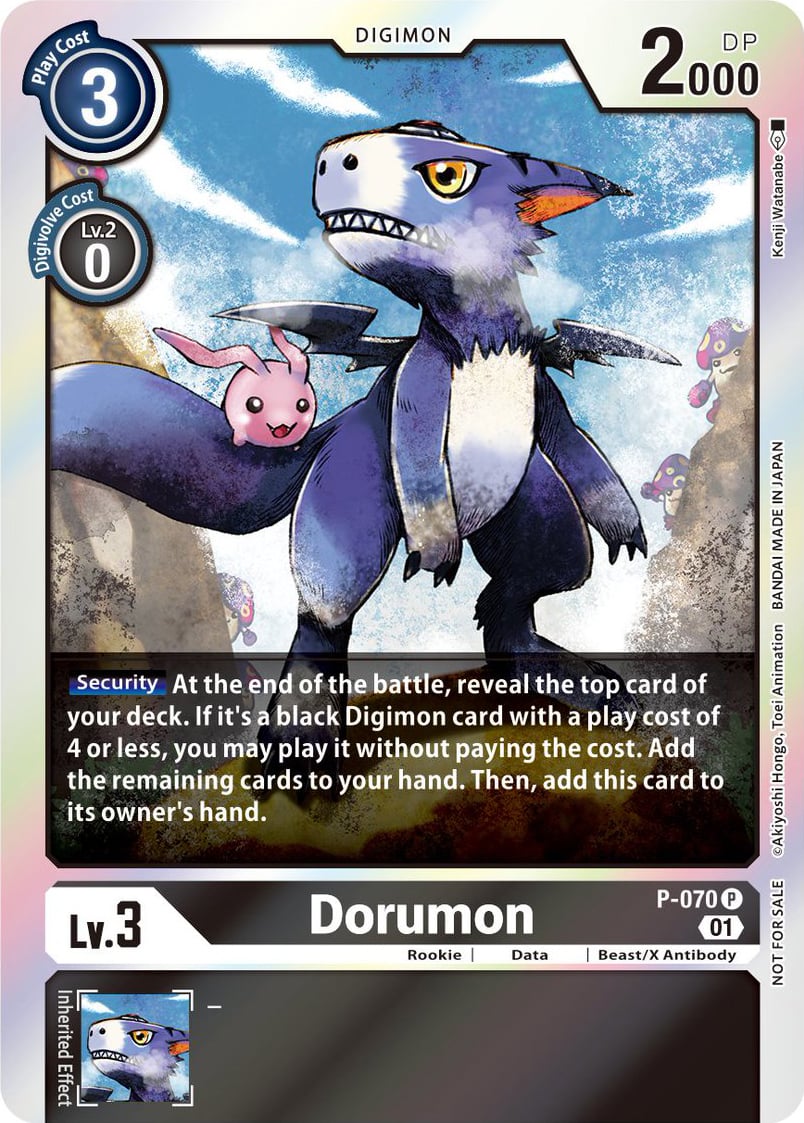 DIGIMON
Play Cost
3
DP
2000
Digivolve Cost
Lv.2
0
Kenji Watanabe
©Akiyoshi Hongo, Toei Animation BANDAI MADE IN JAPAN
Security At the end of the battle, reveal the top card of
your deck. If it's a black Digimon card with a play cost of
4 or less, you may play it without paying the cost. Add
the remaining cards to your hand. Then, add this card to
its owner's hand.
Lv.3
Dorumon
P-070 P
01
Rookie | Data | Beast/X Antibody
NOT FOR SALE
Inherited Effect
–